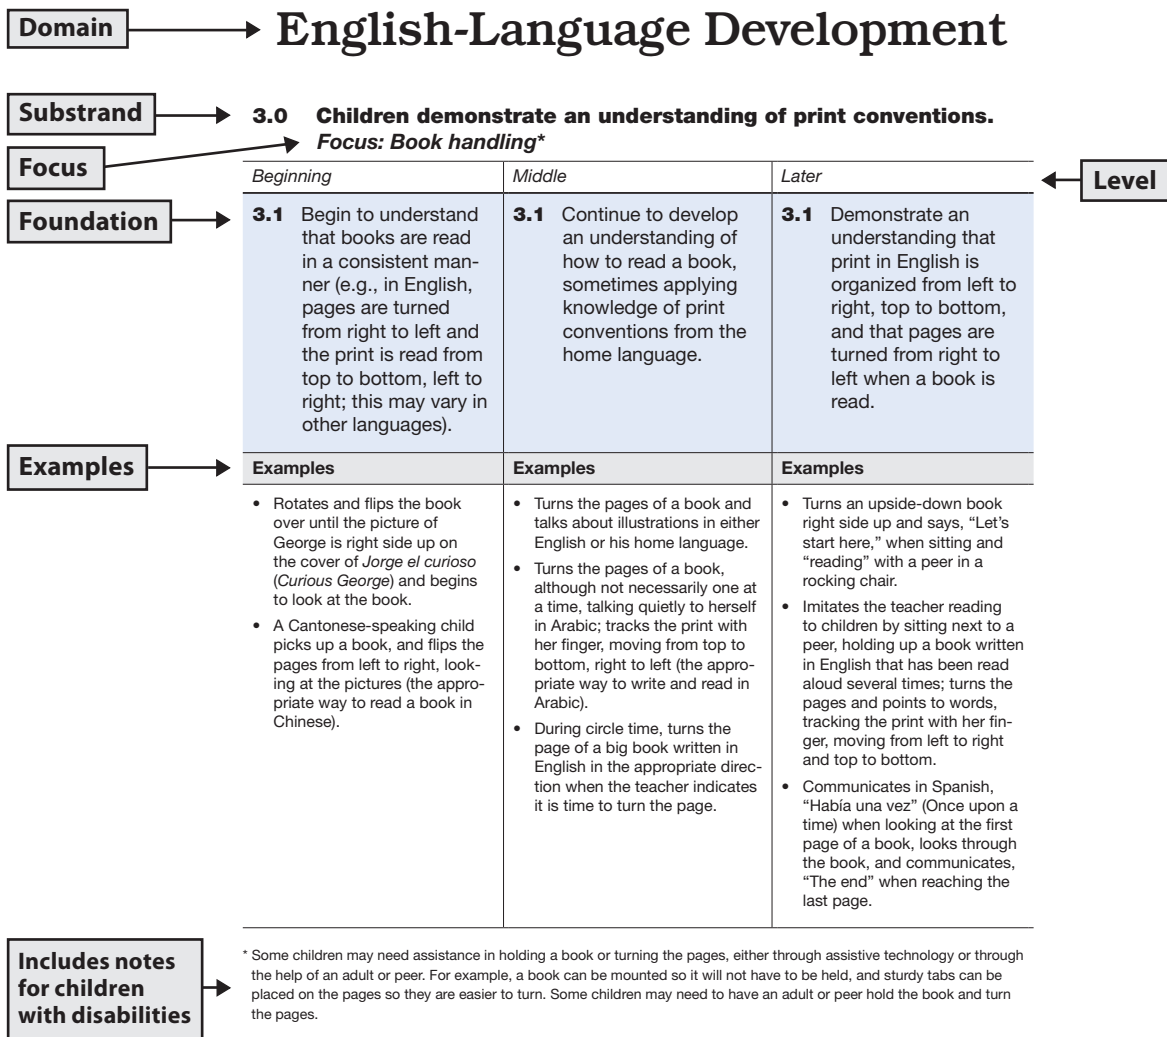 Domain
English-Language Development
Substrand
3.0 Children demonstrate an understanding of print conventions.
Focus: Book handling*
Focus
Level
Beginning
Middle
Later
Foundation
3.1 Begin to understand
that books are read
in a consistent man-
ner (e.g., in English,
pages are turned
from right to left and
the print is read from
top to bottom, left to
right; this may vary in
other languages).
3.1 Continue to develop
an understanding of
how to read a book,
sometimes applying
knowledge of print
conventions from the
home language.
3.1 Demonstrate an
understanding that
print in English is
organized from left to
right, top to bottom,
and that pages are
turned from right to
left when a book is
read.
Examples
Examples
Examples
Examples
• Rotates and flips the book
over until the picture of
George is right side up on
the cover of Jorge el curioso
(Curious George) and begins
to look at the book.
• A Cantonese-speaking child
picks up a book, and flips the
pages from left to right, look-
ing at the pictures (the appro-
priate way to read a book in
Chinese).
• Turns the pages of a book and
talks about illustrations in either
English or his home language.
• Turns the pages of a book,
although not necessarily one at
a time, talking quietly to herself
in Arabic; tracks the print with
her finger, moving from top to
bottom, right to left (the appro-
priate way to write and read in
Arabic).
• During circle time, turns the
page of a big book written in
English in the appropriate direc-
tion when the teacher indicates
it is time to turn the page.
• Turns an upside-down book
right side up and says, “Let’s
start here,” when sitting and
“reading” with a peer in a
rocking chair.
• Imitates the teacher reading
to children by sitting next to a
peer, holding up a book written
in English that has been read
aloud several times; turns the
pages and points to words,
tracking the print with her fin-
ger, moving from left to right
and top to bottom.
• Communicates in Spanish,
“Había una vez” (Once upon a
time) when looking at the first
page of a book, looks through
the book, and communicates,
“The end” when reaching the
last page.
Includes notes
for children
with disabilities
* Some children may need assistance in holding a book or turning the pages, either through assistive technology or through
the help of an adult or peer. For example, a book can be mounted so it will not have to be held, and sturdy tabs can be
placed on the pages so they are easier to turn. Some children may need to have an adult or peer hold the book and turn
the pages.